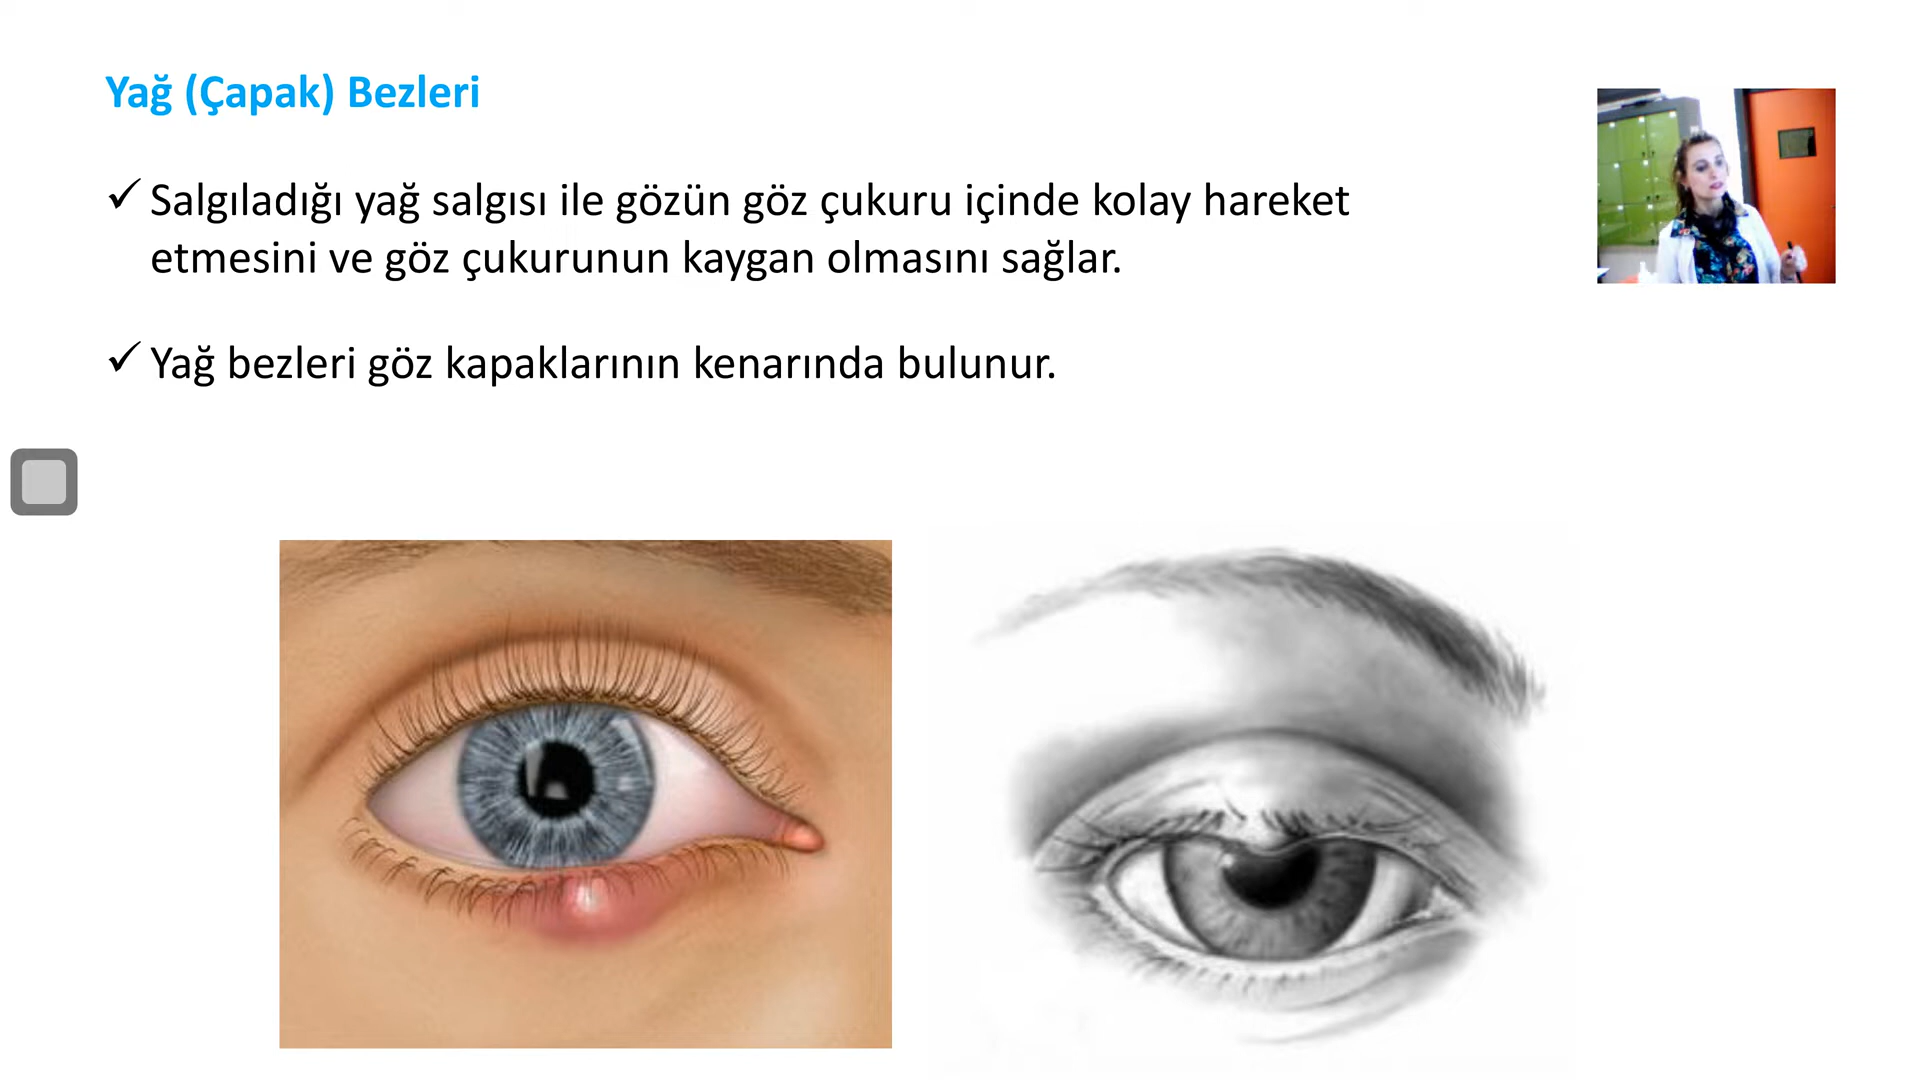 Yağ (Çapak) Bezleri
Salgıladığı yağ salgısı ile gözün göz çukuru içinde kolay hareket
etmesini ve göz çukurunun kaygan olmasını sağlar.
Yağ bezleri göz kapaklarının kenarında bulunur.